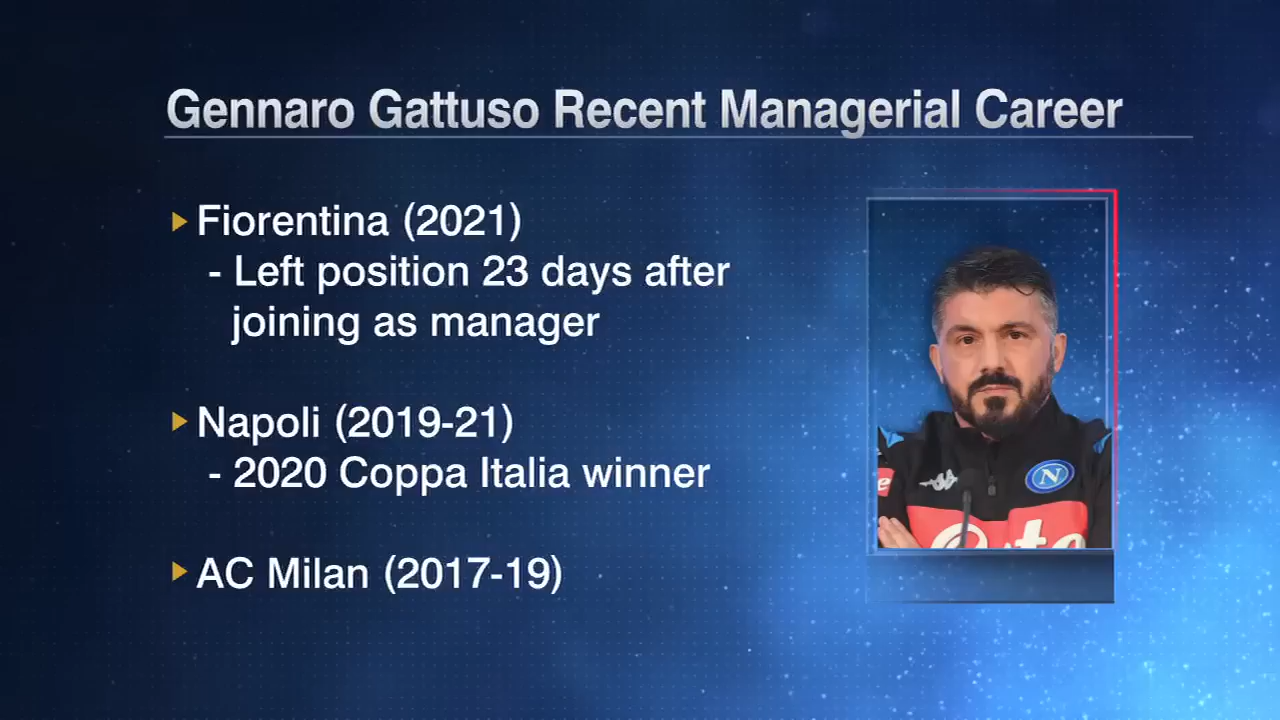 Gennaro Gattuso Recent Managerial Career
Fiorentina (2021)
- Left position 23 days after
joining as manager
Napoli (2019-21)
- 2020 Coppa Italia winner
AC Milan (2017-19)
N